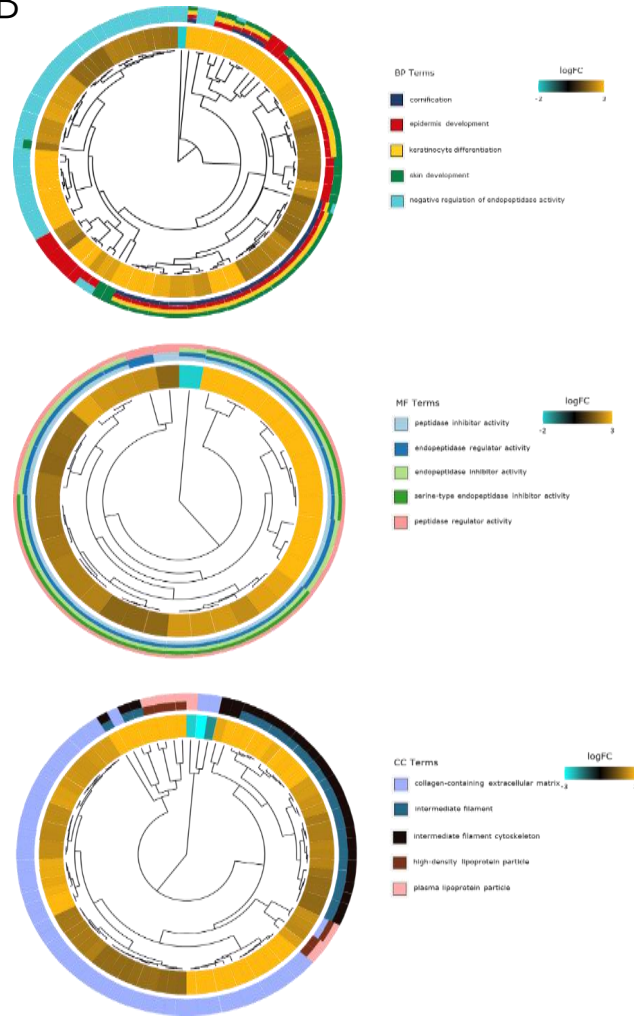 BP Terms
logFC
-2
3
cornification
epidermis development
keratinocyte differentiation
skin development
negative regulation of endopeptidase activity
MF Terms
logFC
-2
3
peptidase inhibitor activity
endopeptidase regulator activity
endopeptidase inhibitor activity
serine-type endopeptidase inhibitor activity
peptidase regulator activity
CC Terms
logFC
-3
collagen-containing extracellular matrix
intermediate filament
intermediate filament cytoskeleton
high-density lipoprotein particle
plasma lipoprotein particle